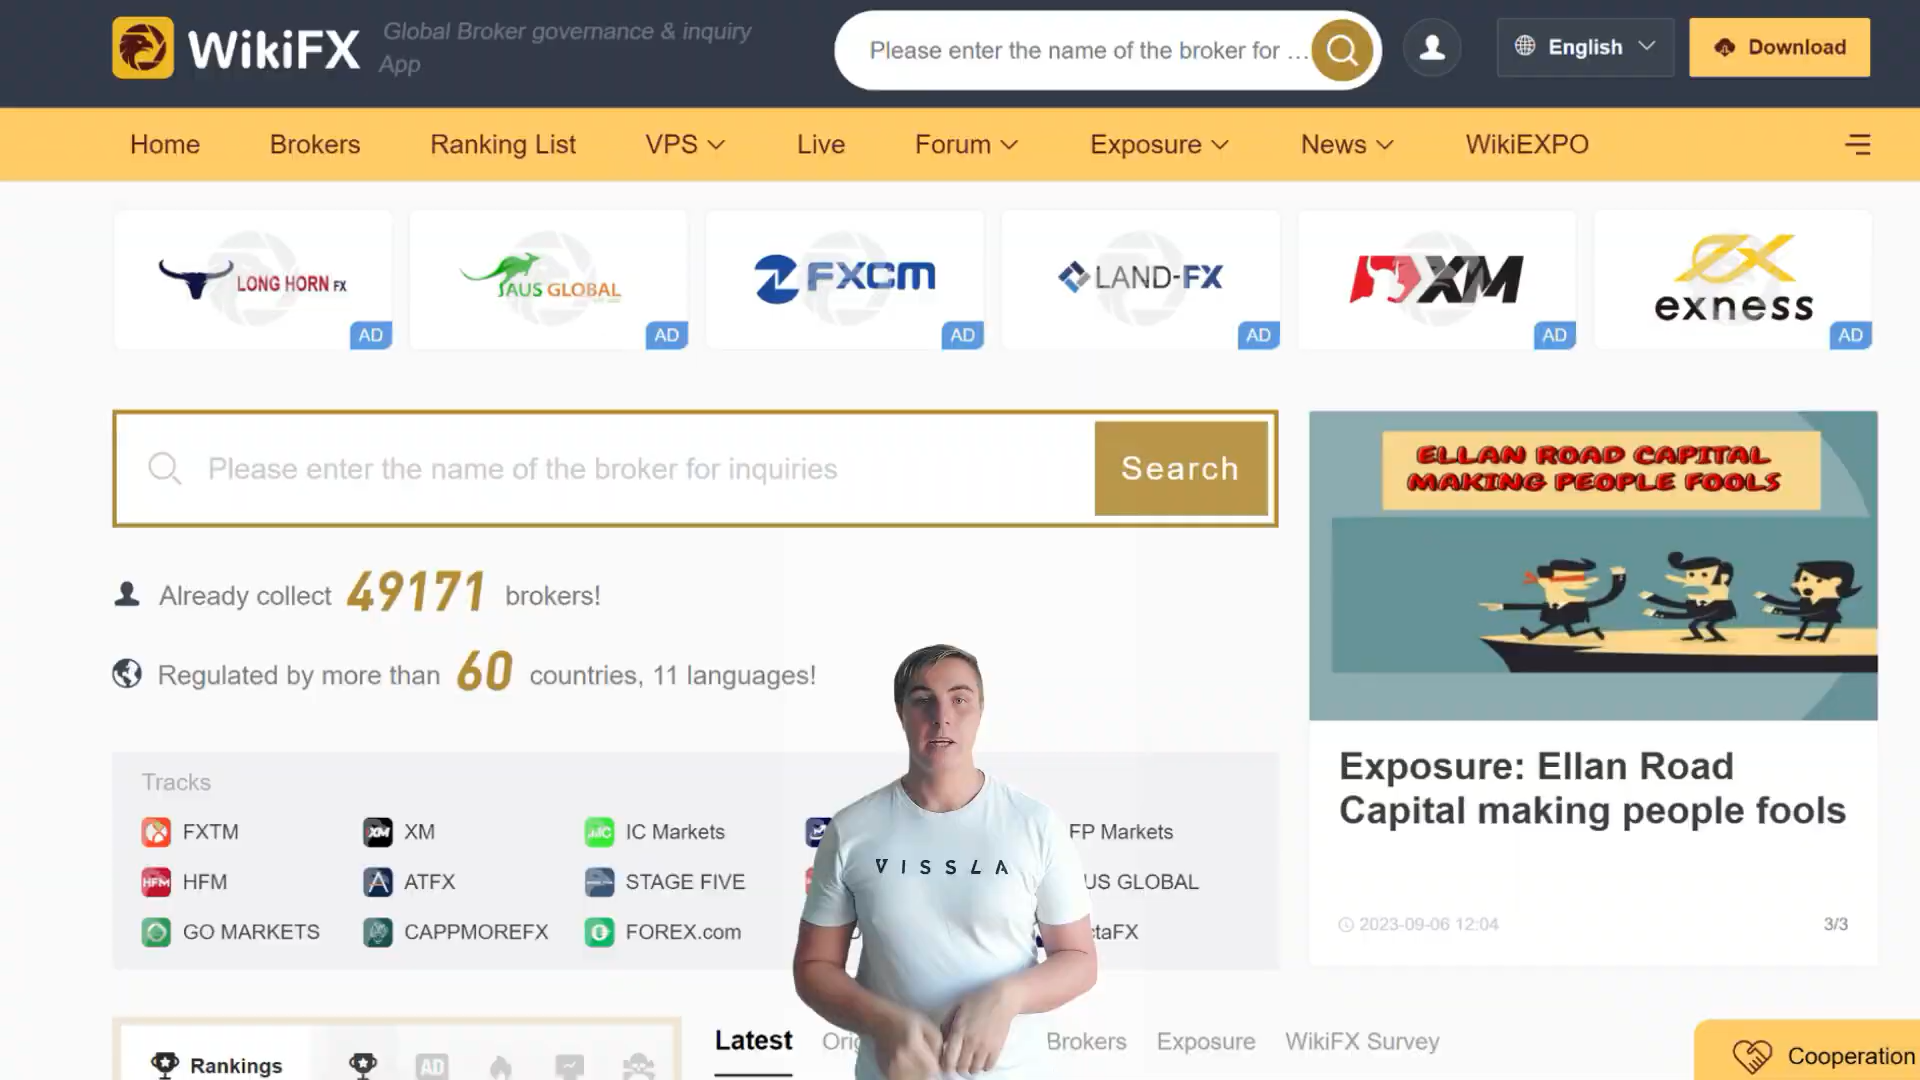 WikiFX
Global Broker governance & inquiry
App
Please enter the name of the broker for ...
English
Download
Home
Brokers
Ranking List
VPS
Live
Forum
Exposure
News
WikiEXPO
LONG HORN FX
AUS GLOBAL
FXCM
LAND-FX
XM
exness
AD
AD
AD
AD
AD
AD
Please enter the name of the broker for inquiries
Search
ELLAN ROAD CAPITAL
MAKING PEOPLE FOOLS
Already collect 49171 brokers!
Regulated by more than 60 countries, 11 languages!
Exposure: Ellan Road
Capital making people fools
2023-09-06 12:04
3/3
Tracks
FXTM
XM
IC Markets
FP Markets
HFM
ATFX
STAGE FIVE
US GLOBAL
GO MARKETS
CAPPMOREFX
FOREX.com
taFX
VISSLA
Rankings
AD
Latest
Brokers
Exposure
WikiFX Survey
Cooperation